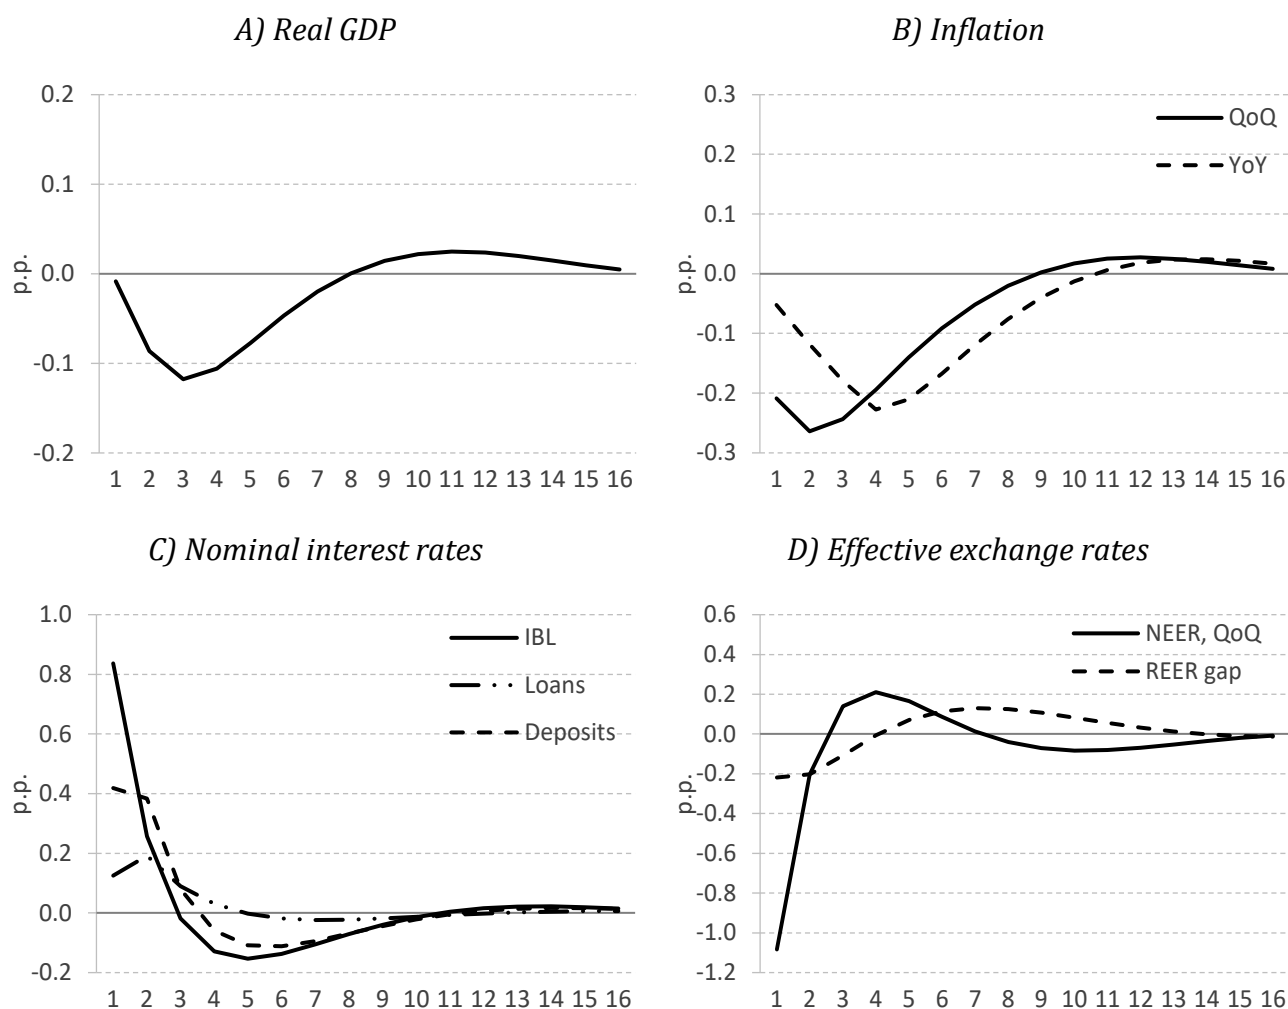 A) Real GDP
0.2
0.1
0.0
-0.1
-0.2
p.p.
1 2 3 4 5 6 7 8 9 10 11 12 13 14 15 16
B) Inflation
0.3
0.2
0.1
0.0
-0.1
-0.2
-0.3
p.p.
QoQ
YoY
1 2 3 4 5 6 7 8 9 10 11 12 13 14 15 16
C) Nominal interest rates
1.0
0.8
0.6
0.4
0.2
0.0
-0.2
p.p.
IBL
Loans
Deposits
1 2 3 4 5 6 7 8 9 10 11 12 13 14 15 16
D) Effective exchange rates
0.6
0.4
0.2
0.0
-0.2
-0.4
-0.6
-0.8
-1.0
-1.2
p.p.
NEER, QoQ
REER gap
1 2 3 4 5 6 7 8 9 10 11 12 13 14 15 16